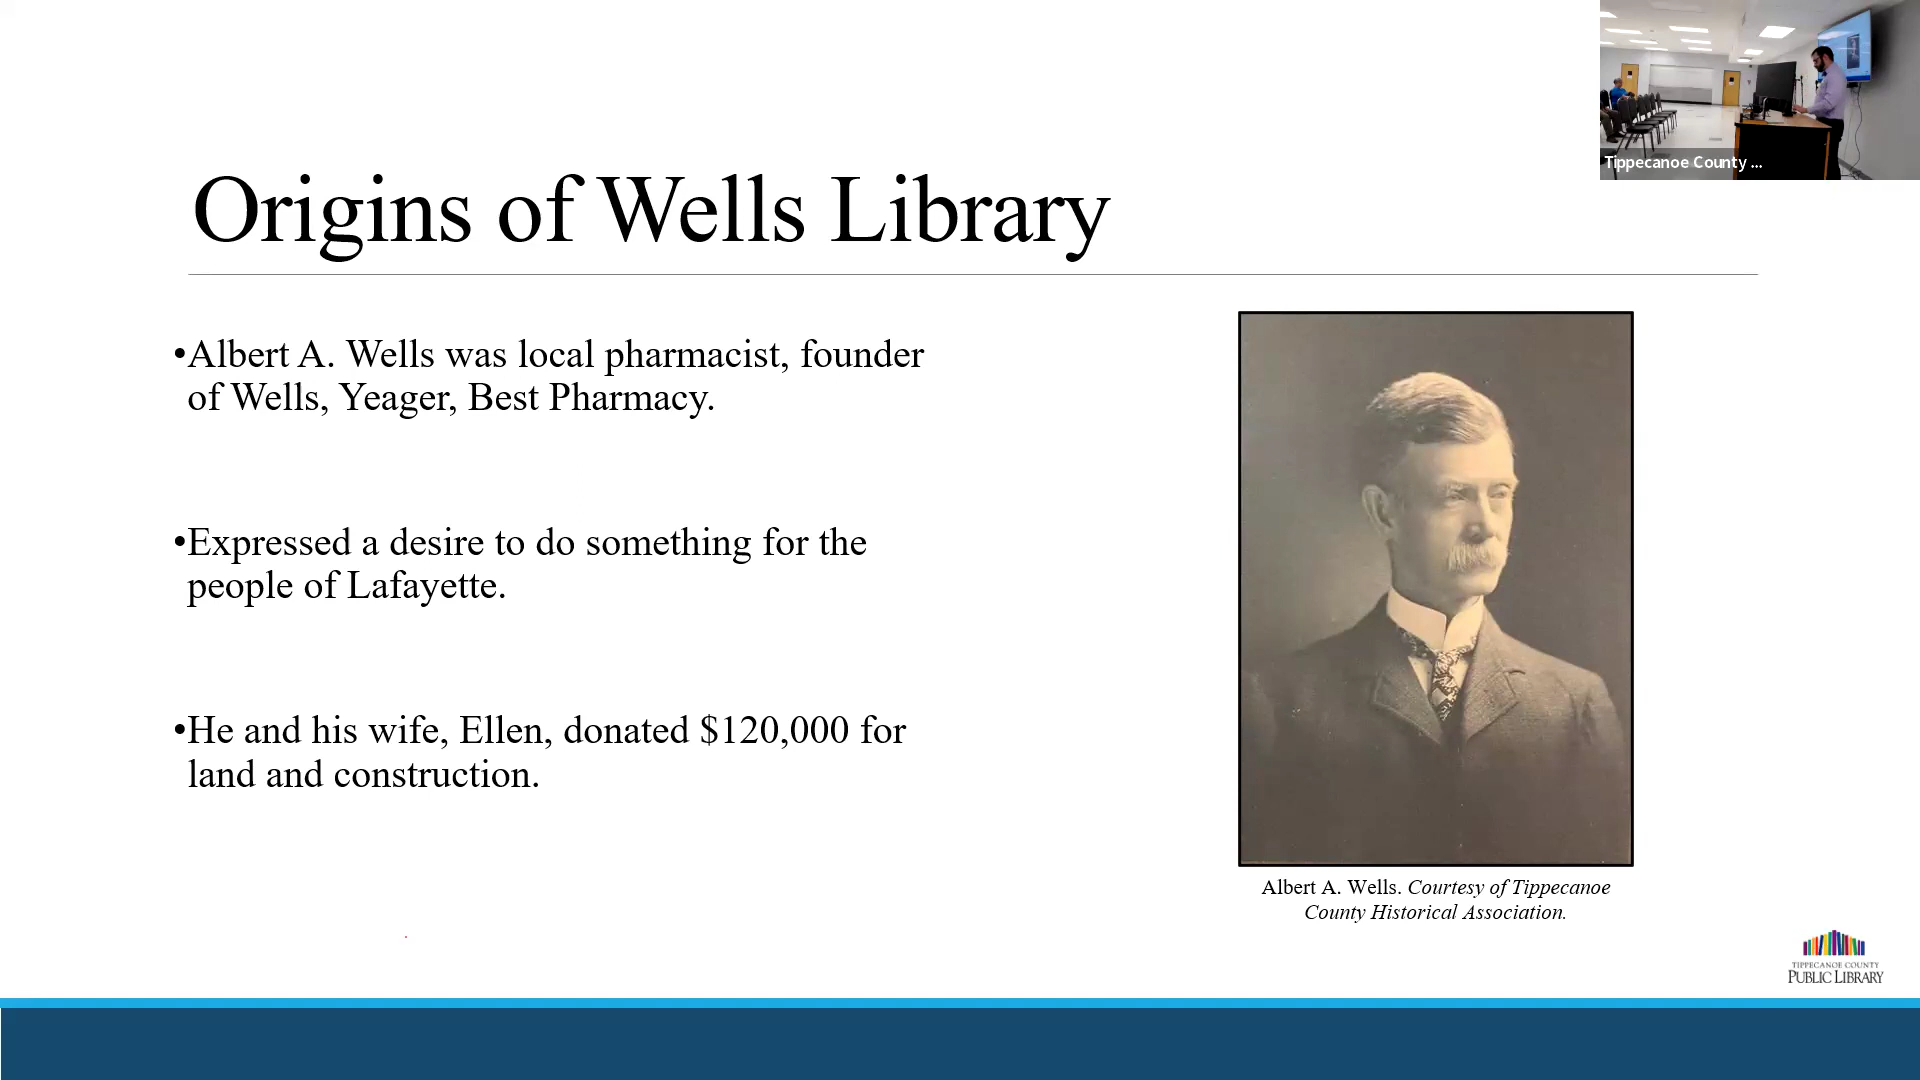 Tippecanoe County ...
Origins of Wells Library
•Albert A. Wells was local pharmacist, founder
of Wells, Yeager, Best Pharmacy.
•Expressed a desire to do something for the
people of Lafayette.
•He and his wife, Ellen, donated $120,000 for
land and construction.
Albert A. Wells. Courtesy of Tippecanoe
County Historical Association.
TIPPECANOE COUNTY
PUBLIC LIBRARY